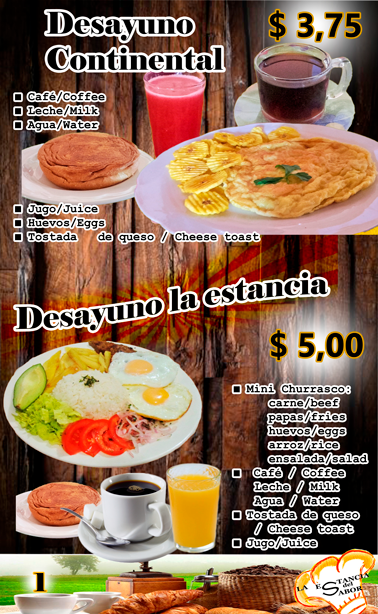 Desayuno
Continental
$ 3,75
Café/Coffee
Leche/Milk
Agua/Water
Jugo/Juice
Huevos/Eggs
Tostada de queso / Cheese toast
Desayuno la estancia
$ 5,00
Mini Churrasco:
carne/beef
papas/fries
huevos/eggs
arroz/rice
ensalada/salad
Café / Coffee
Leche / Milk
Agua / Water
Tostada de queso
/ Cheese toast
Jugo/Juice
1
LA ESTANCIA
del
SABOR